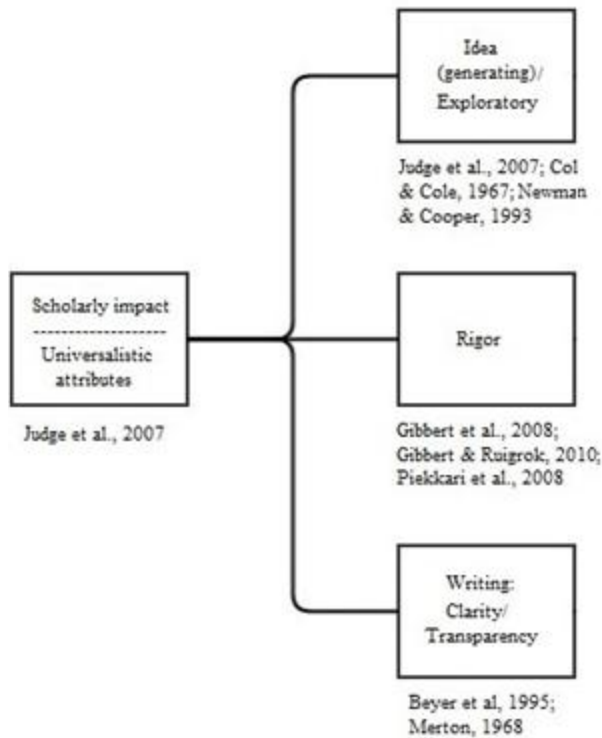 Idea
(generating)/
Exploratory
Judge et al., 2007; Col
& Cole, 1967; Newman
& Cooper, 1993
Scholarly impact
-------------------
Universalistic
attributes
Judge et al., 2007
Rigor
Gibbert et al., 2008;
Gibbert & Ruigrok, 2010;
Piekkari et al., 2008
Writing:
Clarity/
Transparency
Beyer et al, 1995;
Merton, 1968